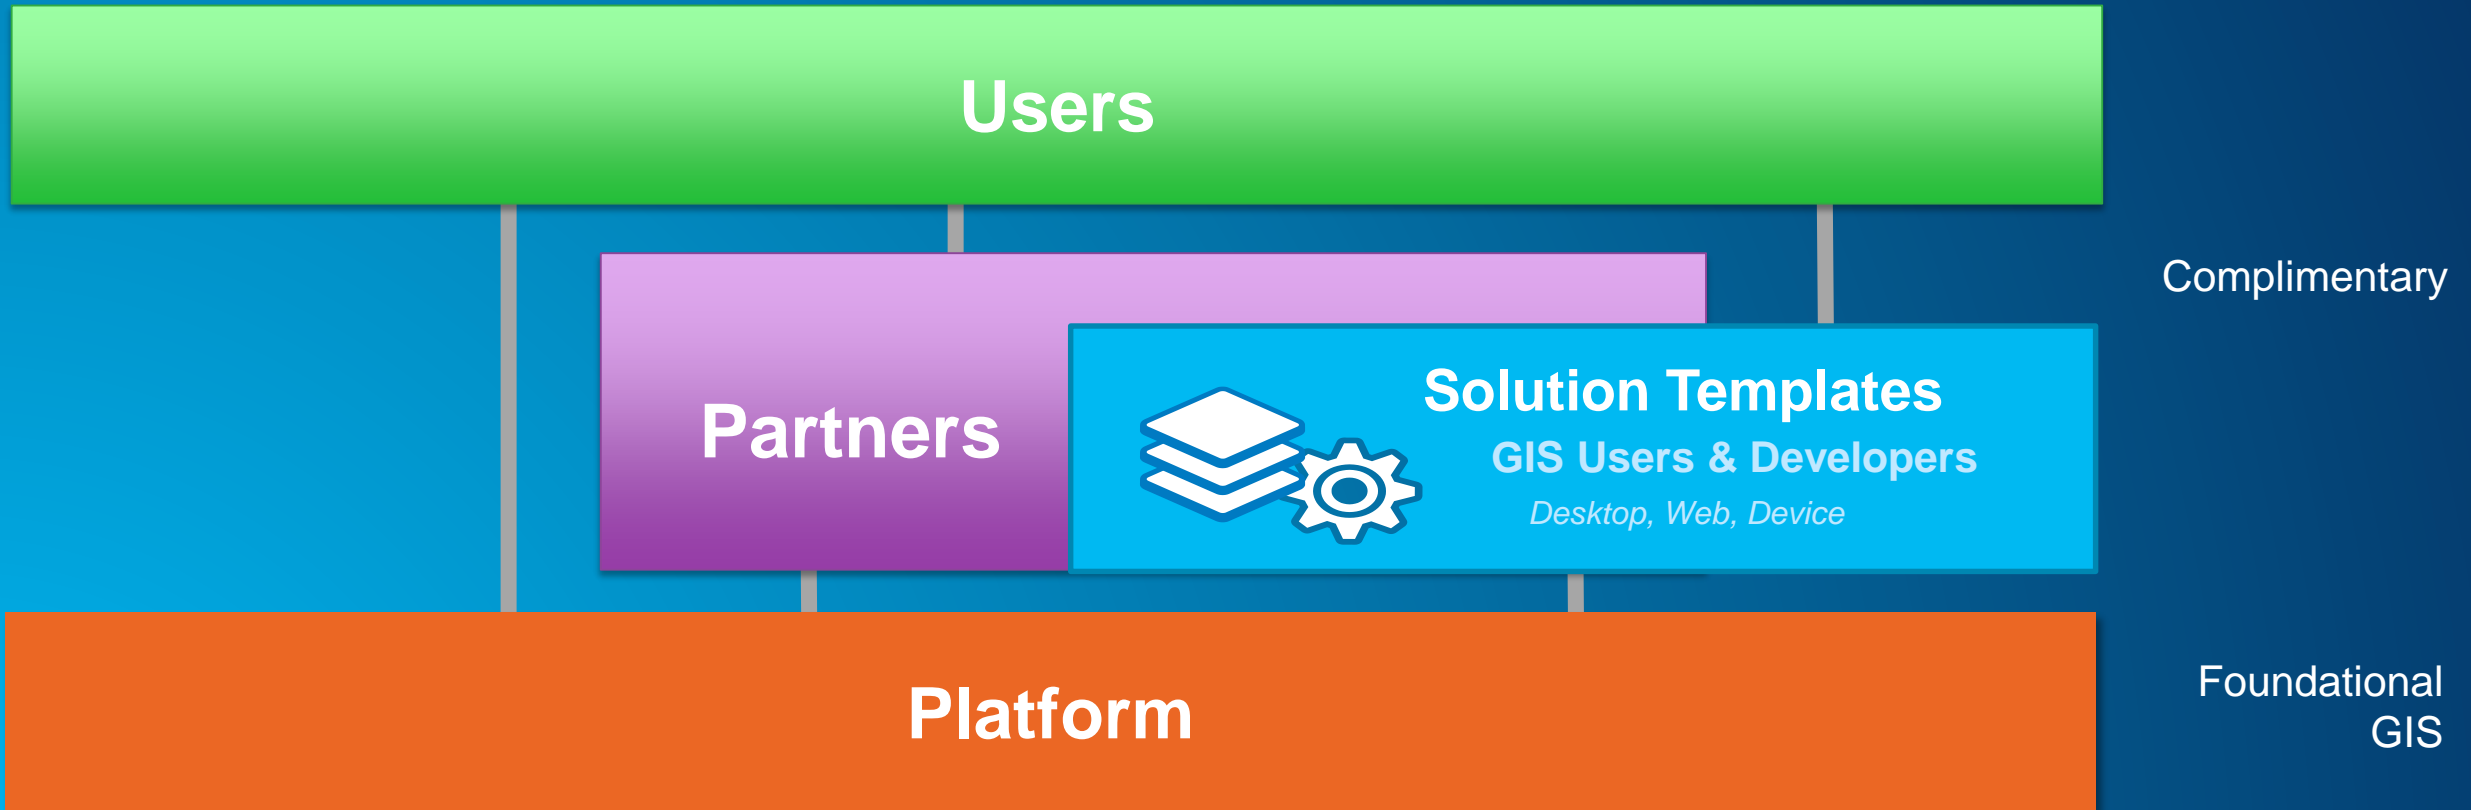 Users
Complimentary
Partners
Solution Templates
GIS Users & Developers
Desktop, Web, Device
Platform
Foundational
GIS